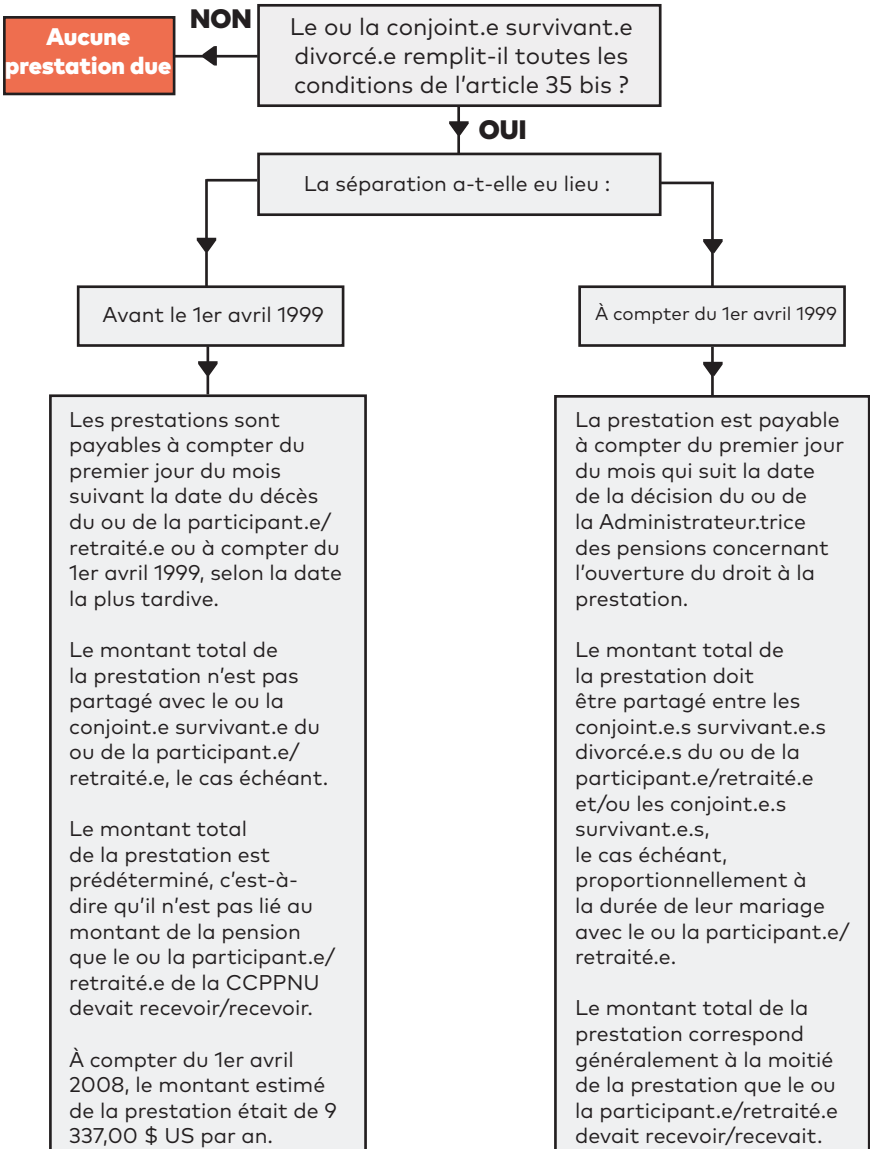 Aucune
prestation due
NON
Le ou la conjoint.e survivant.e
divorcé.e remplit-il toutes les
conditions de l'article 35 bis ?
OUI
La séparation a-t-elle eu lieu :
Avant le 1er avril 1999
À compter du 1er avril 1999
Les prestations sont
payables à compter du
premier jour du mois
suivant la date du décès
du ou de la participant.e/
retraité.e ou à compter du
1er avril 1999, selon la date
la plus tardive.
Le montant total de
la prestation n'est pas
partagé avec le ou la
conjoint.e survivant.e du
ou de la participant.e/
retraité.e, le cas échéant.
Le montant total
de la prestation est
prédéterminé, c'est-à-
dire qu'il n'est pas lié au
montant de la pension
que le ou la participant.e/
retraité.e de la CCPPNU
devait recevoir/recevoir.
À compter du 1er avril
2008, le montant estimé
de la prestation était de 9
337,00 $ US par an.
La prestation est payable
à compter du premier jour
du mois qui suit la date
de la décision du ou de
la Administrateur.trice
des pensions concernant
l'ouverture du droit à la
prestation.
Le montant total de
la prestation doit
être partagé entre les
conjoint.e.s survivant.e.s
divorcé.e.s du ou de la
participant.e/retraité.e
et/ou les conjoint.e.s
survivant.e.s,
le cas échéant,
proportionnellement à
la durée de leur mariage
avec le ou la participant.e/
retraité.e.
Le montant total de la
prestation correspond
généralement à la moitié
de la prestation que le ou
la participant.e/retraité.e
devait recevoir/recevait.